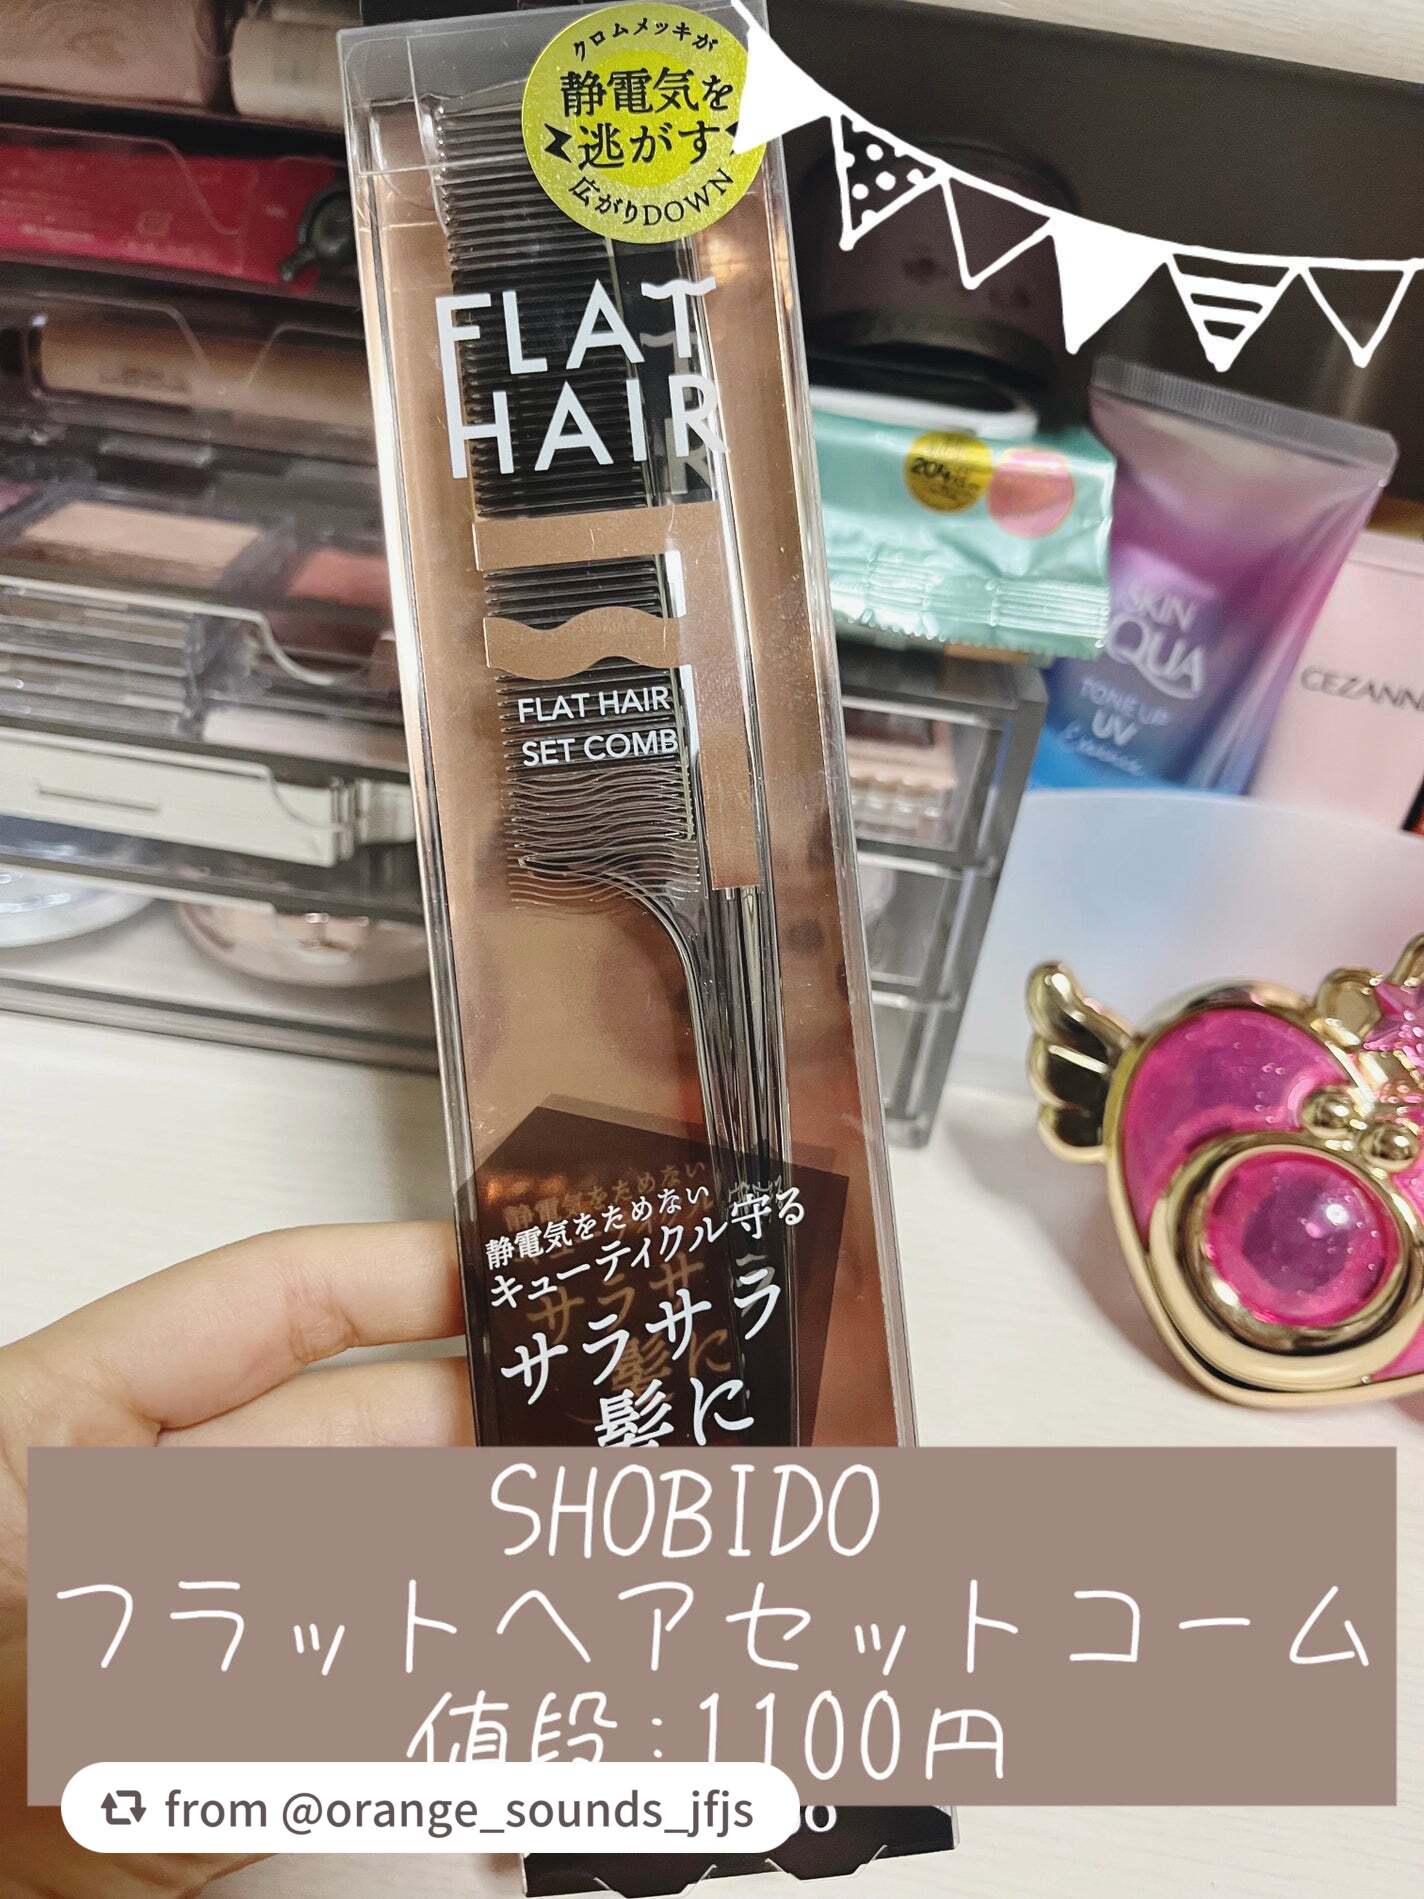 クロムメッキが
静電気を
逃がす
広がりDOWN
FLAT
HAIR
FLAT HAIR
SET COMB
SKIN
AQUA
TONE UP
UV
CEZANN
静電気をためない
キューティクル守る
サラサラ
髪に
SHOBIDO
フラットヘアセットコーム
値段:1100円
from @orange_sounds_jfjs